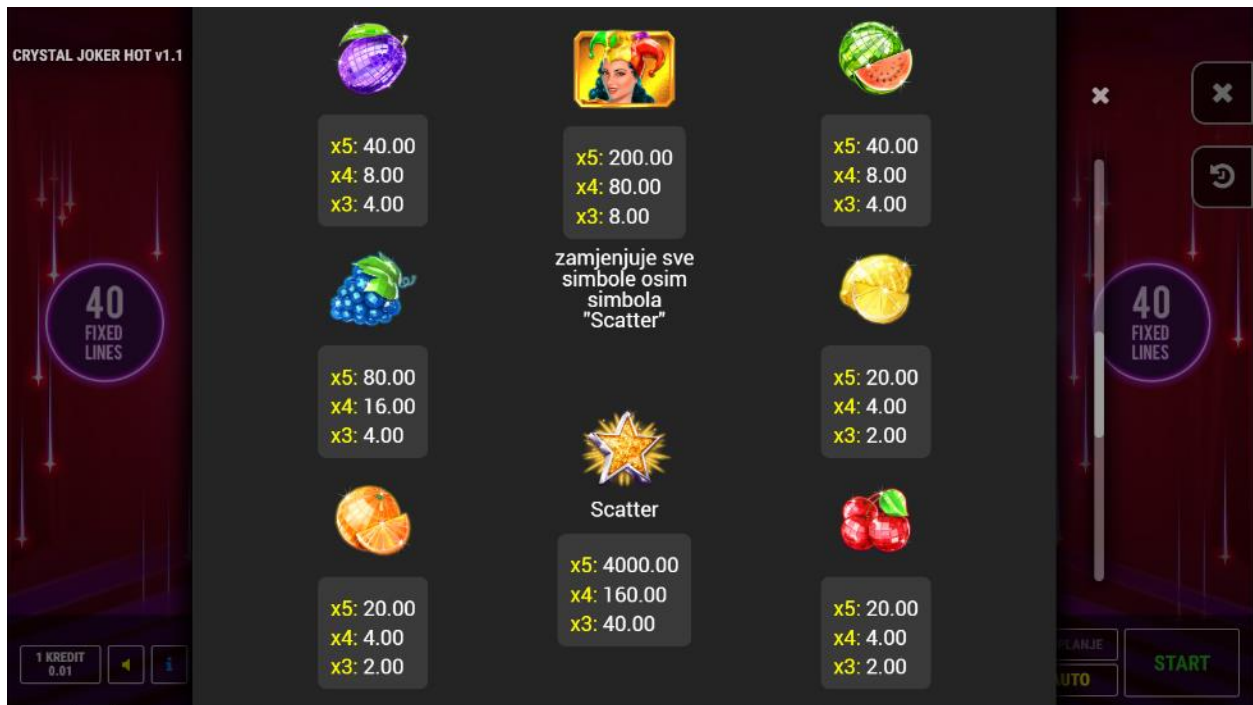 CRYSTAL JOKER HOT v1.1
x5: 40.00
x4: 8.00
x3: 4.00
x5: 200.00
x4: 80.00
x3: 8.00
zamjenjuje sve
simbole osim
simbola
"Scatter"
x5: 40.00
x4: 8.00
x3: 4.00
40
FIXED
LINES
x5: 80.00
x4: 16.00
x3: 4.00
x5: 20.00
x4: 4.00
x3: 2.00
40
FIXED
LINES
Scatter
x5: 4000.00
x4: 160.00
x3: 40.00
x5: 20.00
x4: 4.00
x3: 2.00
x5: 20.00
x4: 4.00
x3: 2.00
1 KREDIT
0.01
i
START